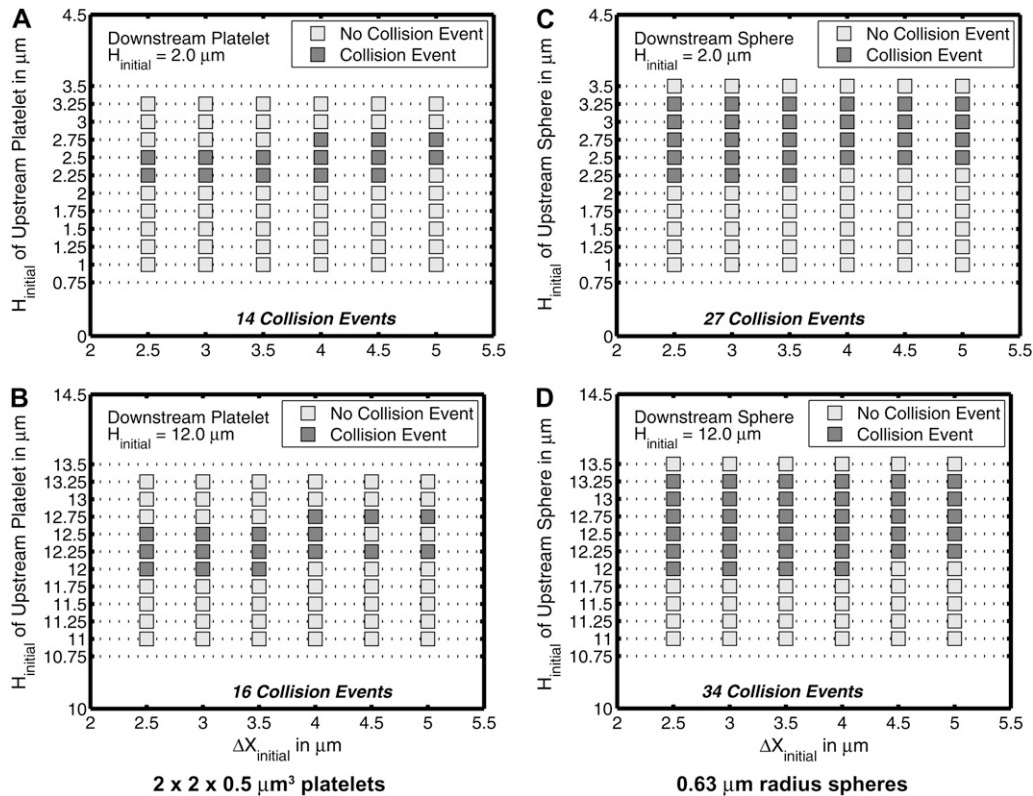 A
4.5
Downstream Platelet
H_initial = 2.0 μm
No Collision Event
Collision Event
H_initial of Upstream Platelet in μm
3.5
3.25
3
2.75
2.5
2.25
2
1.75
1.5
1.25
1
0.75
0
14 Collision Events
2 2.5 3 3.5 4 4.5 5 5.5
C
4.5
Downstream Sphere
H_initial = 2.0 μm
No Collision Event
Collision Event
H_initial of Upstream Sphere in μm
3.5
3.25
3
2.75
2.5
2.25
2
1.75
1.5
1.25
1
0.75
0
27 Collision Events
2 2.5 3 3.5 4 4.5 5 5.5
B
14.5
Downstream Platelet
H_initial = 12.0 μm
No Collision Event
Collision Event
H_initial of Upstream Platelet in μm
13.5
13.25
13
12.75
12.5
12.25
12
11.75
11.5
11.25
11
10.75
10
16 Collision Events
2 2.5 3 3.5 4 4.5 5 5.5
ΔX_initial in μm
2 x 2 x 0.5 μm³ platelets
D
14.5
Downstream Sphere
H_initial = 12.0 μm
No Collision Event
Collision Event
H_initial of Upstream Sphere in μm
13.5
13.25
13
12.75
12.5
12.25
12
11.75
11.5
11.25
11
10.75
10
34 Collision Events
2 2.5 3 3.5 4 4.5 5 5.5
ΔX_initial in μm
0.63 μm radius spheres